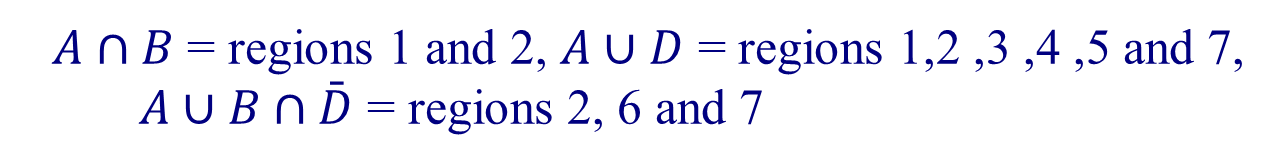 A ∩ B = regions 1 and 2, A ∪ D = regions 1,2 ,3 ,4 ,5 and 7,
A ∪ B ∩ D̄ = regions 2, 6 and 7